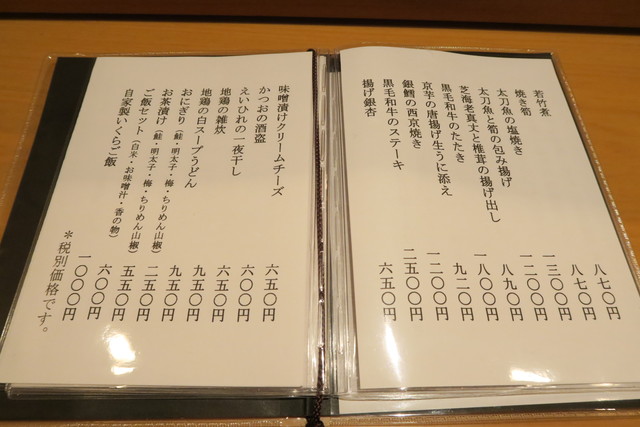 若竹煮 八七〇円
焼き筍 八七〇円
太刀魚の塩焼き 一三〇〇円
太刀魚と筍の包み揚げ 一二〇〇円
芝海老真丈と椎茸の揚げ出し 八九〇円
黒毛和牛のたたき 一八〇〇円
京芋の唐揚げ生うに添え 九二〇円
銀鱈の西京焼き 一二〇〇円
黒毛和牛のステーキ 二五〇〇円
揚げ銀杏 六五〇円
味噌漬けクリームチーズ 六五〇円
かつおの酒盗 六〇〇円
えいひれの一夜干し 六五〇円
地鶏の雑炊 九五〇円
地鶏の白スープうどん 九五〇円
おにぎり（鮭・明太子・梅・ちりめん山椒） 二五〇円
お茶漬け（鮭・明太子・梅・ちりめん山椒） 五五〇円
ご飯セット（白米・お味噌汁・香の物） 六〇〇円
自家製いくらご飯 一〇〇〇円
＊税別価格です。